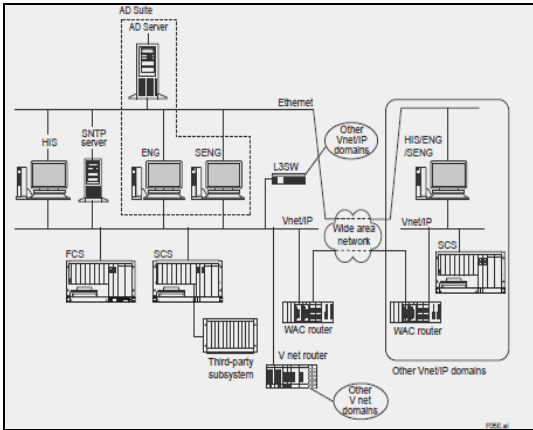 AD Suite
AD Server
Ethernet
HIS
SNTP
server
ENG
SENG
L3SW
Other
Vnet/IP
domains
HIS/ENG
/SENG
Vnet/IP
Wide area
network
Vnet/IP
FCS
SCS
SCS
WAC router
WAC router
Third-party
subsystem
V net router
Other
V net
domains
Other Vnet/IP domains
F05E.ai